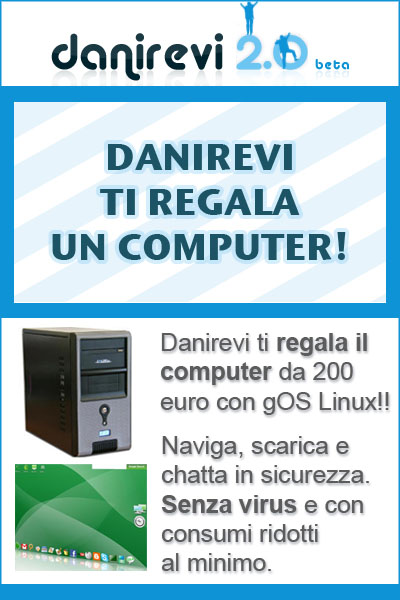 danirevi 2.0 beta
DANIREVI
TI REGALA
UN COMPUTER!
Danirevi ti regala il
computer da 200
euro con gOS Linux!!
Naviga, scarica e
chatta in sicurezza.
Senza virus e con
consumi ridotti
al minimo.